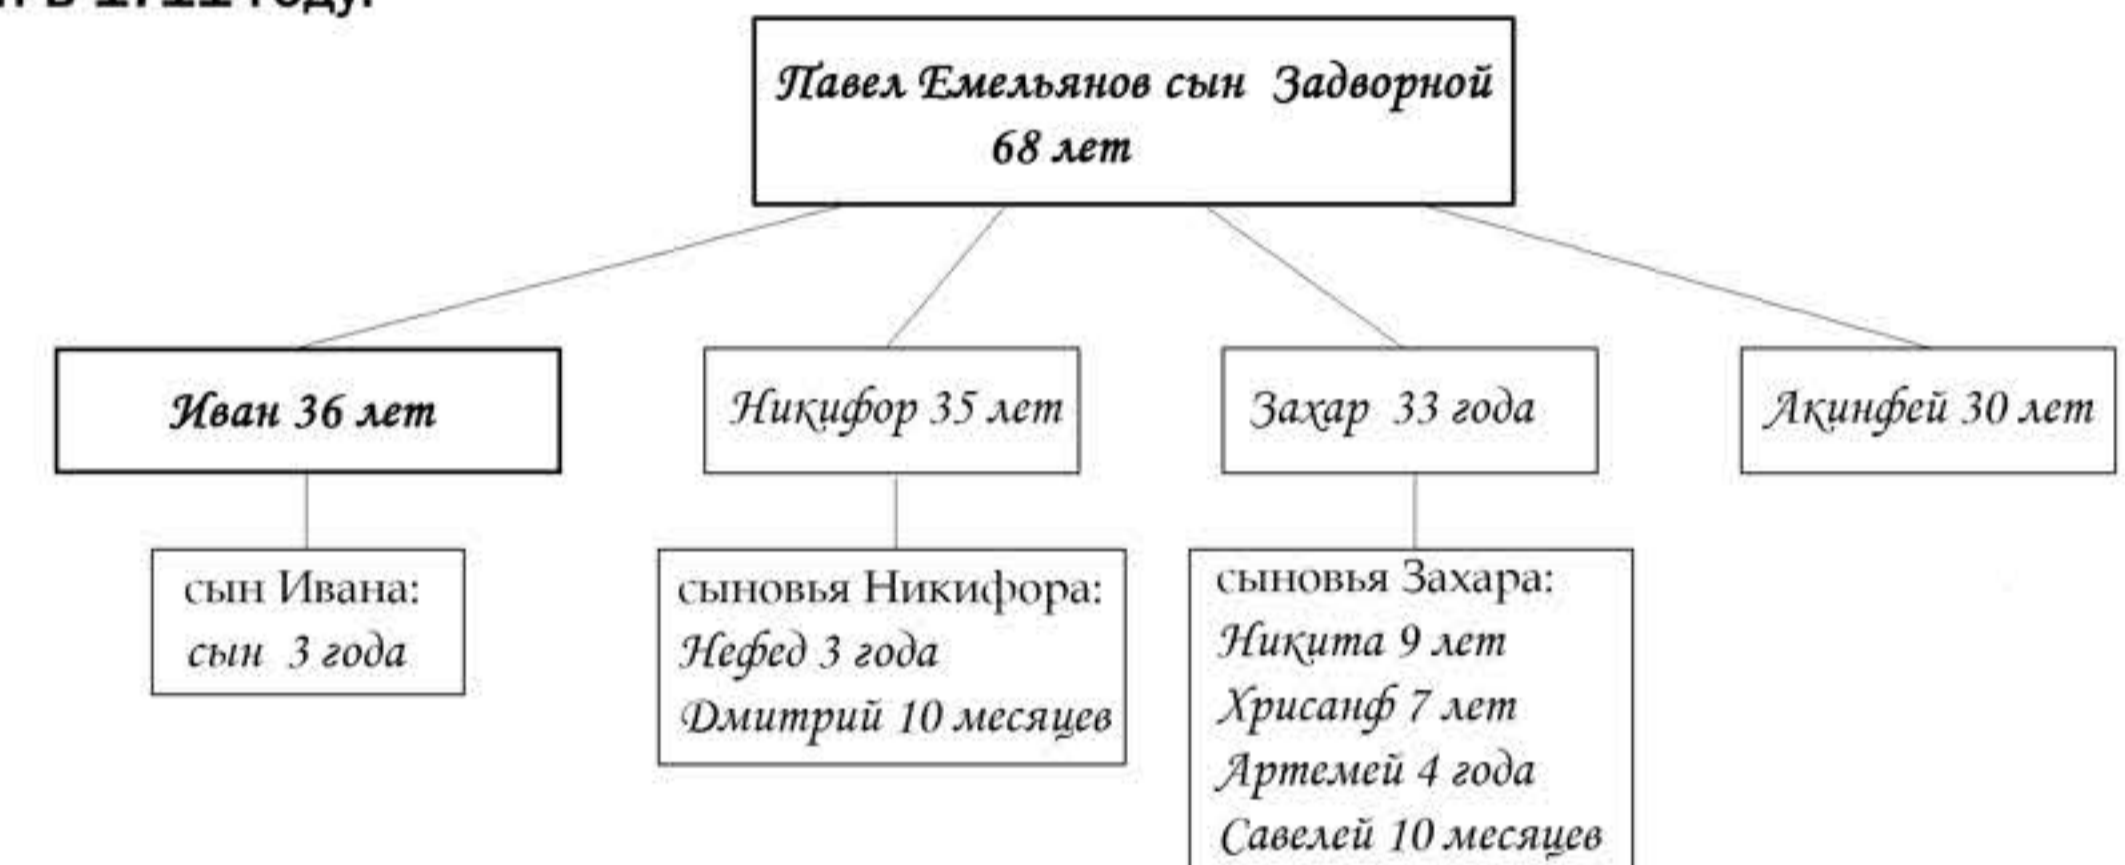 в 1711 году.
Павел Емельянов сын Задворной
68 лет
Иван 36 лет
Никифор 35 лет
Захар 33 года
Акинфей 30 лет
сын Ивана:
сын 3 года
сыновья Никифора:
Нефед 3 года
Дмитрий 10 месяцев
сыновья Захара:
Никита 9 лет
Хрисанф 7 лет
Артемей 4 года
Савелей 10 месяцев